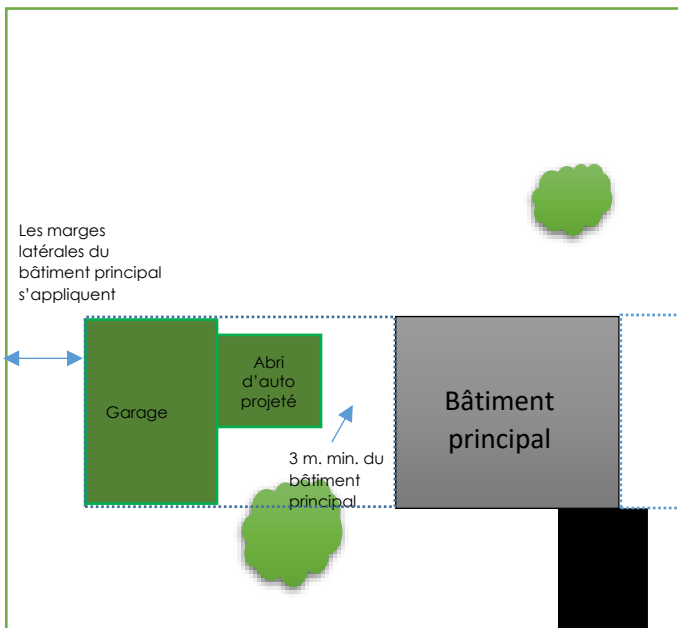 Les marges
latérales du
bâtiment principal
s’appliquent
Garage
Abri
d’auto
projeté
3 m. min. du
bâtiment
principal
Bâtiment
principal